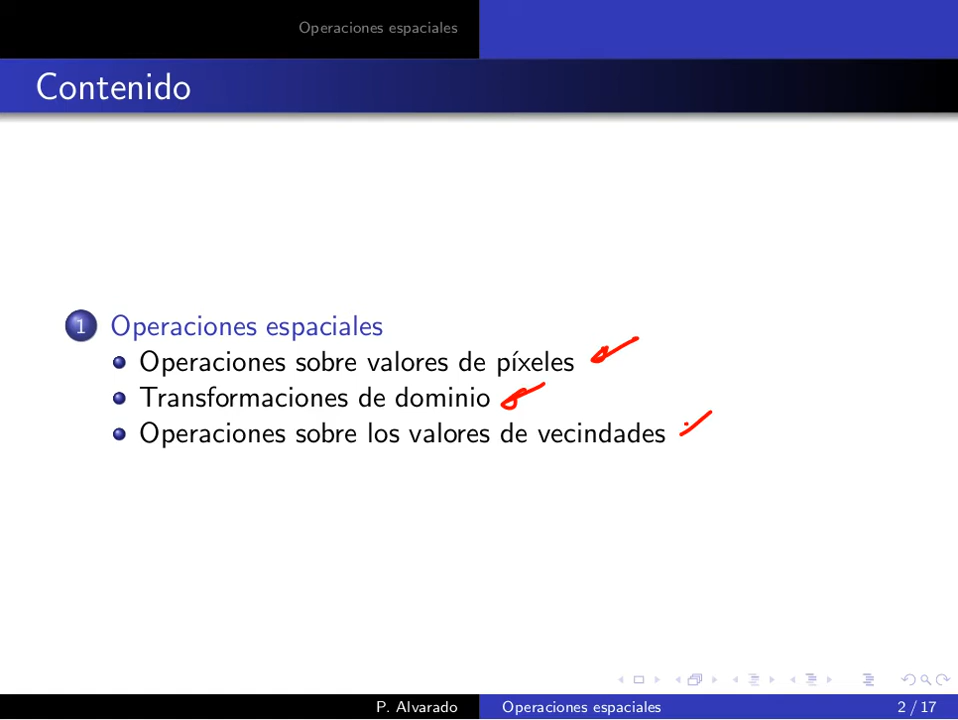 Operaciones espaciales
Contenido
1 Operaciones espaciales
Operaciones sobre valores de píxeles
Transformaciones de dominio
Operaciones sobre los valores de vecindades
P. Alvarado Operaciones espaciales 2 / 17